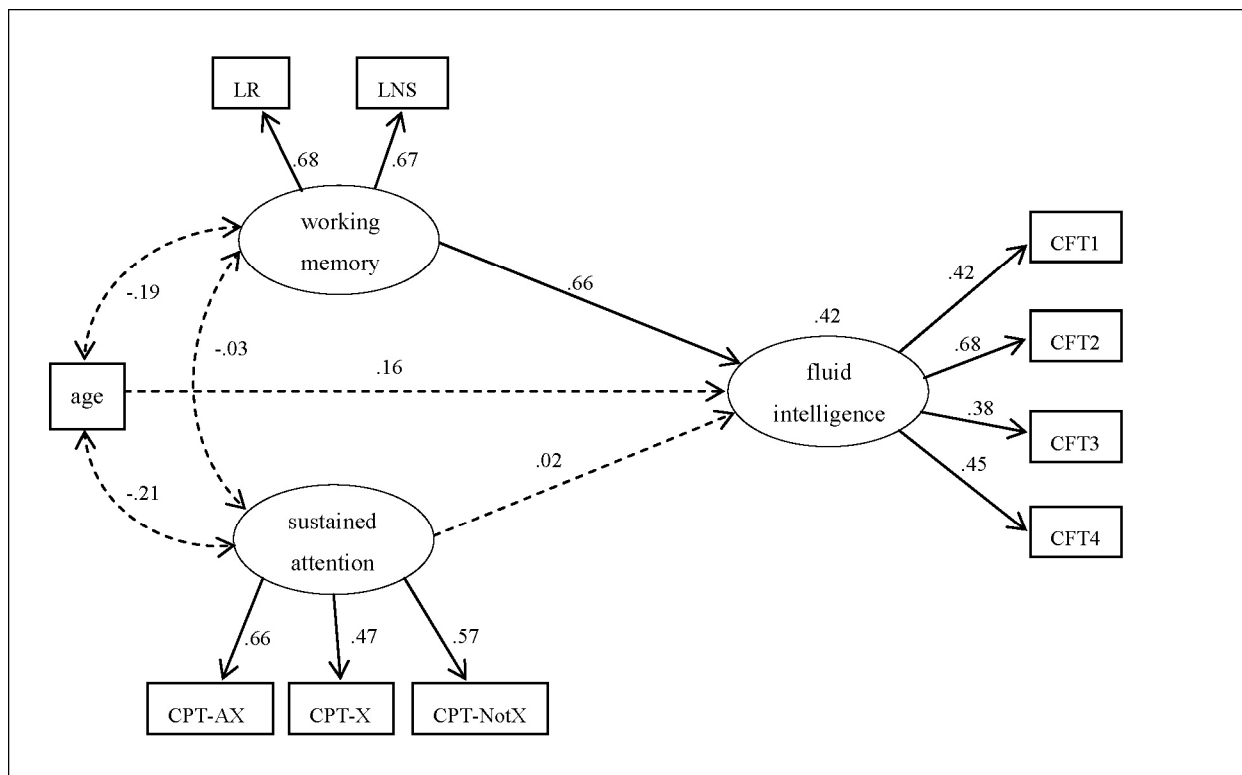 LR
LNS
.68
.67
working
memory
CFT1
-.19
.66
.42
.42
CFT2
-.03
.68
fluid
intelligence
.16
age
.38
CFT3
.02
.45
-.21
sustained
attention
CFT4
.66
.47
.57
CPT-AX
CPT-X
CPT-NotX